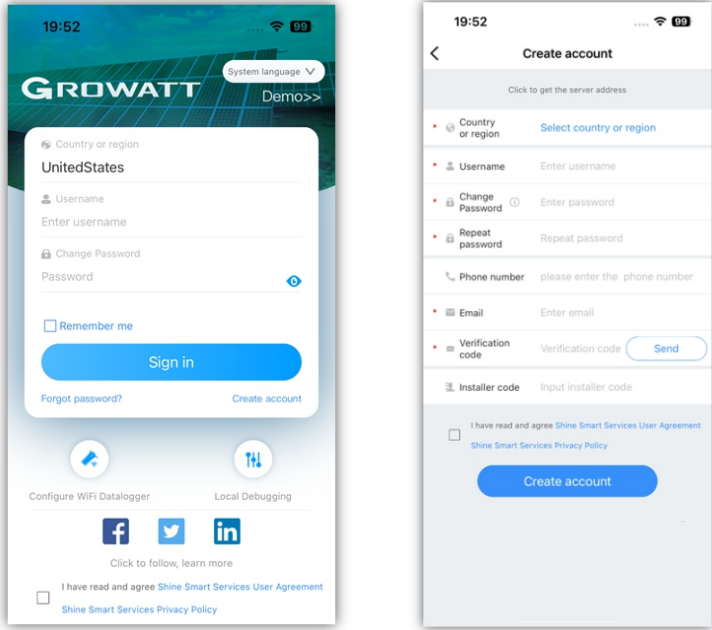 19:52
99
System language
GROWATT
Demo>>
Country or region
UnitedStates
Username
Enter username
Change Password
Password
Remember me
Sign in
Forgot password?
Create account
Configure WiFi Datalogger
Local Debugging
Click to follow, learn more
I have read and agree Shine Smart Services User Agreement
Shine Smart Services Privacy Policy
19:52
99
Create account
Click to get the server address
* Country
or region
Select country or region
* Username
Enter username
* Change
Password
Enter password
* Repeat
password
Repeat password
Phone number
please enter the phone number
* Email
Enter email
* Verification
code
Verification code
Send
Installer code
Input installer code
I have read and agree Shine Smart Services User Agreement
Shine Smart Services Privacy Policy
Create account